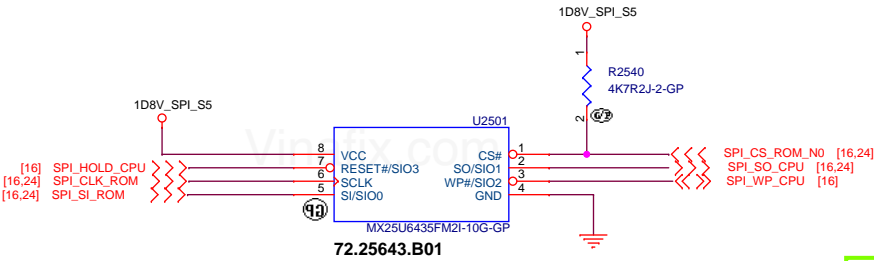 1D8V_SPI_S5
1
R2540
4K7R2J-2-GP
2
G/P
1D8V_SPI_S5
U2501
Vinafix.com
8 VCC CS# 1 SPI_CS_ROM_N0 [16,24]
[16] SPI_HOLD_CPU 7 RESET#/SIO3 SO/SIO1 2 SPI_SO_CPU [16,24]
[16,24] SPI_CLK_ROM 6 SCLK WP#/SIO2 3 SPI_WP_CPU [16]
[16,24] SPI_SI_ROM 5 SI/SIO0 GND 4
MX25U6435FM2I-10G-GP
72.25643.B01